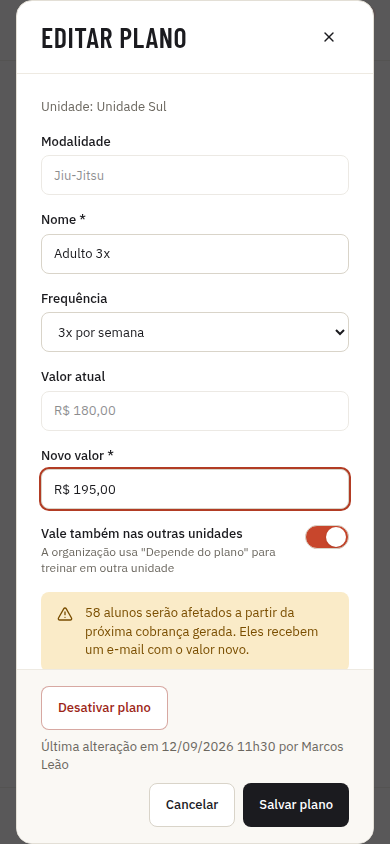 EDITAR PLANO
Unidade: Unidade Sul
Modalidade
Jiu-Jitsu
Nome *
Adulto 3x
Frequência
3x por semana
Valor atual
R$ 180,00
Novo valor *
R$ 195,00
Vale também nas outras unidades
A organização usa "Depende do plano" para
treinar em outra unidade
58 alunos serão afetados a partir da
próxima cobrança gerada. Eles recebem
um e-mail com o valor novo.
Desativar plano
Última alteração em 12/09/2026 11h30 por Marcos
Leão
Cancelar
Salvar plano